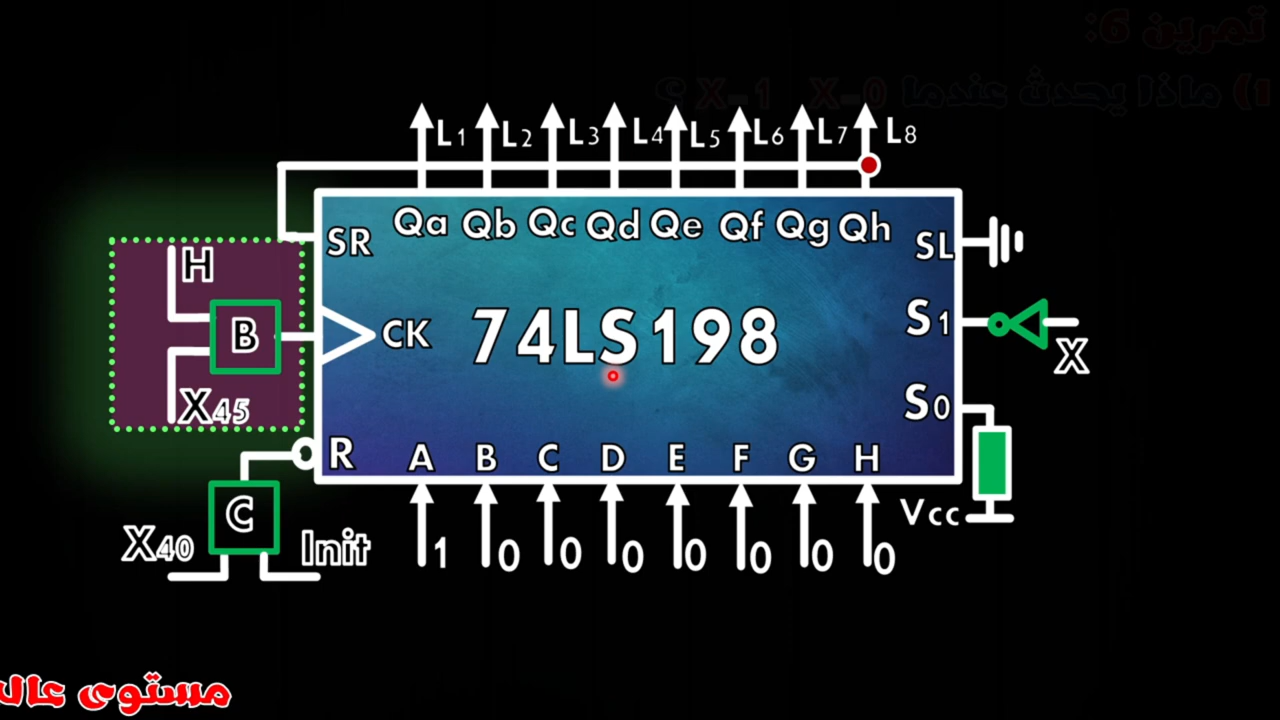 تمرين 6:
1) ماذا يحدث عندما X=0 X=1 ؟
L1 L2 L3 L4 L5 L6 L7 L8
SR Qa Qb Qc Qd Qe Qf Qg Qh SL
H
B CK 74LS198 S1
X
X45 S0
R A B C D E F G H
Vcc
C
X40 Init 1 0 0 0 0 0 0 0
مستوى عال